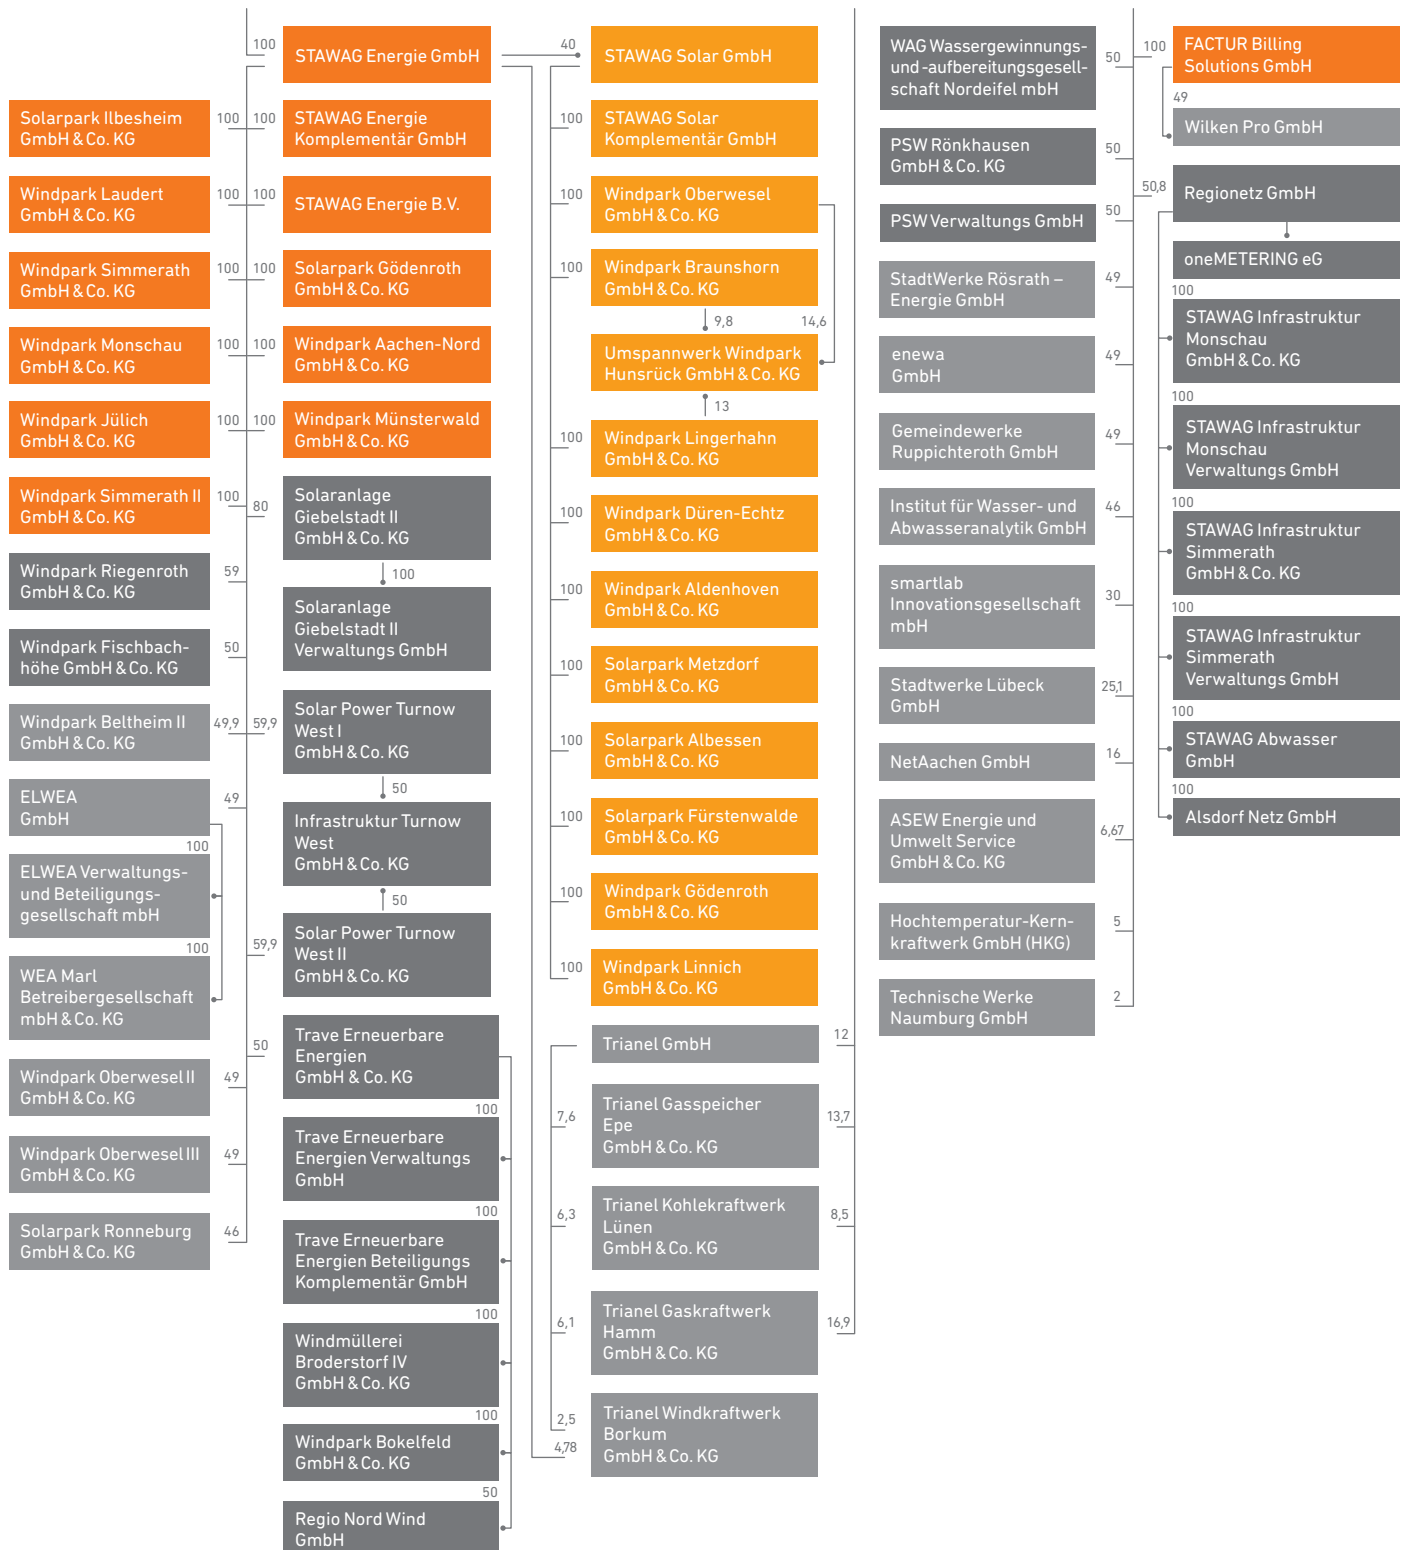 Solarpark Ilbesheim
GmbH & Co. KG
100
Windpark Laudert
GmbH & Co. KG
100
Windpark Simmerath
GmbH & Co. KG
100
Windpark Monschau
GmbH & Co. KG
100
Windpark Jülich
GmbH & Co. KG
100
Windpark Simmerath II
GmbH & Co. KG
100
Windpark Riegenroth
GmbH & Co. KG
59
Windpark Fischbach-
höhe GmbH & Co. KG
50
Windpark Beltheim II
GmbH & Co. KG
49,9
ELWEA
GmbH
49
100
ELWEA Verwaltungs-
und Beteiligungs-
gesellschaft mbH
100
WEA Marl
Betreibergesellschaft
mbH & Co. KG
Windpark Oberwesel II
GmbH & Co. KG
49
Windpark Oberwesel III
GmbH & Co. KG
49
Solarpark Ronneburg
GmbH & Co. KG
46
100
STAWAG Energie GmbH
100
STAWAG Energie
Komplementär GmbH
100
STAWAG Energie B.V.
100
Solarpark Gödenroth
GmbH & Co. KG
100
Windpark Aachen-Nord
GmbH & Co. KG
100
Windpark Münsterwald
GmbH & Co. KG
80
Solaranlage
Giebelstadt II
GmbH & Co. KG
100
Solaranlage
Giebelstadt II
Verwaltungs GmbH
59,9
Solar Power Turnow
West I
GmbH & Co. KG
50
Infrastruktur Turnow
West
GmbH & Co. KG
50
59,9
Solar Power Turnow
West II
GmbH & Co. KG
50
Trave Erneuerbare
Energien
GmbH & Co. KG
100
Trave Erneuerbare
Energien Verwaltungs
GmbH
100
Trave Erneuerbare
Energien Beteiligungs
Komplementär GmbH
100
Windmüllerei
Broderstorf IV
GmbH & Co. KG
100
Windpark Bokelfeld
GmbH & Co. KG
50
Regio Nord Wind
GmbH
40
STAWAG Solar GmbH
100
STAWAG Solar
Komplementär GmbH
100
Windpark Oberwesel
GmbH & Co. KG
100
Windpark Braunshorn
GmbH & Co. KG
9,8
14,6
Umspannwerk Windpark
Hunsrück GmbH & Co. KG
13
100
Windpark Lingerhahn
GmbH & Co. KG
100
Windpark Düren-Echtz
GmbH & Co. KG
100
Windpark Aldenhoven
GmbH & Co. KG
100
Solarpark Metzdorf
GmbH & Co. KG
100
Solarpark Albessen
GmbH & Co. KG
100
Solarpark Fürstenwalde
GmbH & Co. KG
100
Windpark Gödenroth
GmbH & Co. KG
100
Windpark Linnich
GmbH & Co. KG
Trianel GmbH
12
7,6
Trianel Gasspeicher
Epe
GmbH & Co. KG
13,7
6,3
Trianel Kohlekraftwerk
Lünen
GmbH & Co. KG
8,5
6,1
Trianel Gaskraftwerk
Hamm
GmbH & Co. KG
16,9
2,5
4,78
Trianel Windkraftwerk
Borkum
GmbH & Co. KG
WAG Wassergewinnungs-
und -aufbereitungsgesell-
schaft Nordeifel mbH
50
PSW Rönkhausen
GmbH & Co. KG
50
PSW Verwaltungs GmbH
50
StadtWerke Rösrath –
Energie GmbH
49
enewa
GmbH
49
Gemeindewerke
Ruppichteroth GmbH
49
Institut für Wasser- und
Abwasseranalytik GmbH
46
smartlab
Innovationsgesellschaft
mbH
30
Stadtwerke Lübeck
GmbH
25,1
NetAachen GmbH
16
ASEW Energie und
Umwelt Service
GmbH & Co. KG
6,67
Hochtemperatur-Kern-
kraftwerk GmbH (HKG)
5
Technische Werke
Naumburg GmbH
2
100
FACTUR Billing
Solutions GmbH
49
Wilken Pro GmbH
50,8
Regionetz GmbH
oneMETERING eG
100
STAWAG Infrastruktur
Monschau
GmbH & Co. KG
100
STAWAG Infrastruktur
Monschau
Verwaltungs GmbH
100
STAWAG Infrastruktur
Simmerath
GmbH & Co. KG
100
STAWAG Infrastruktur
Simmerath
Verwaltungs GmbH
100
STAWAG Abwasser
GmbH
100
Alsdorf Netz GmbH